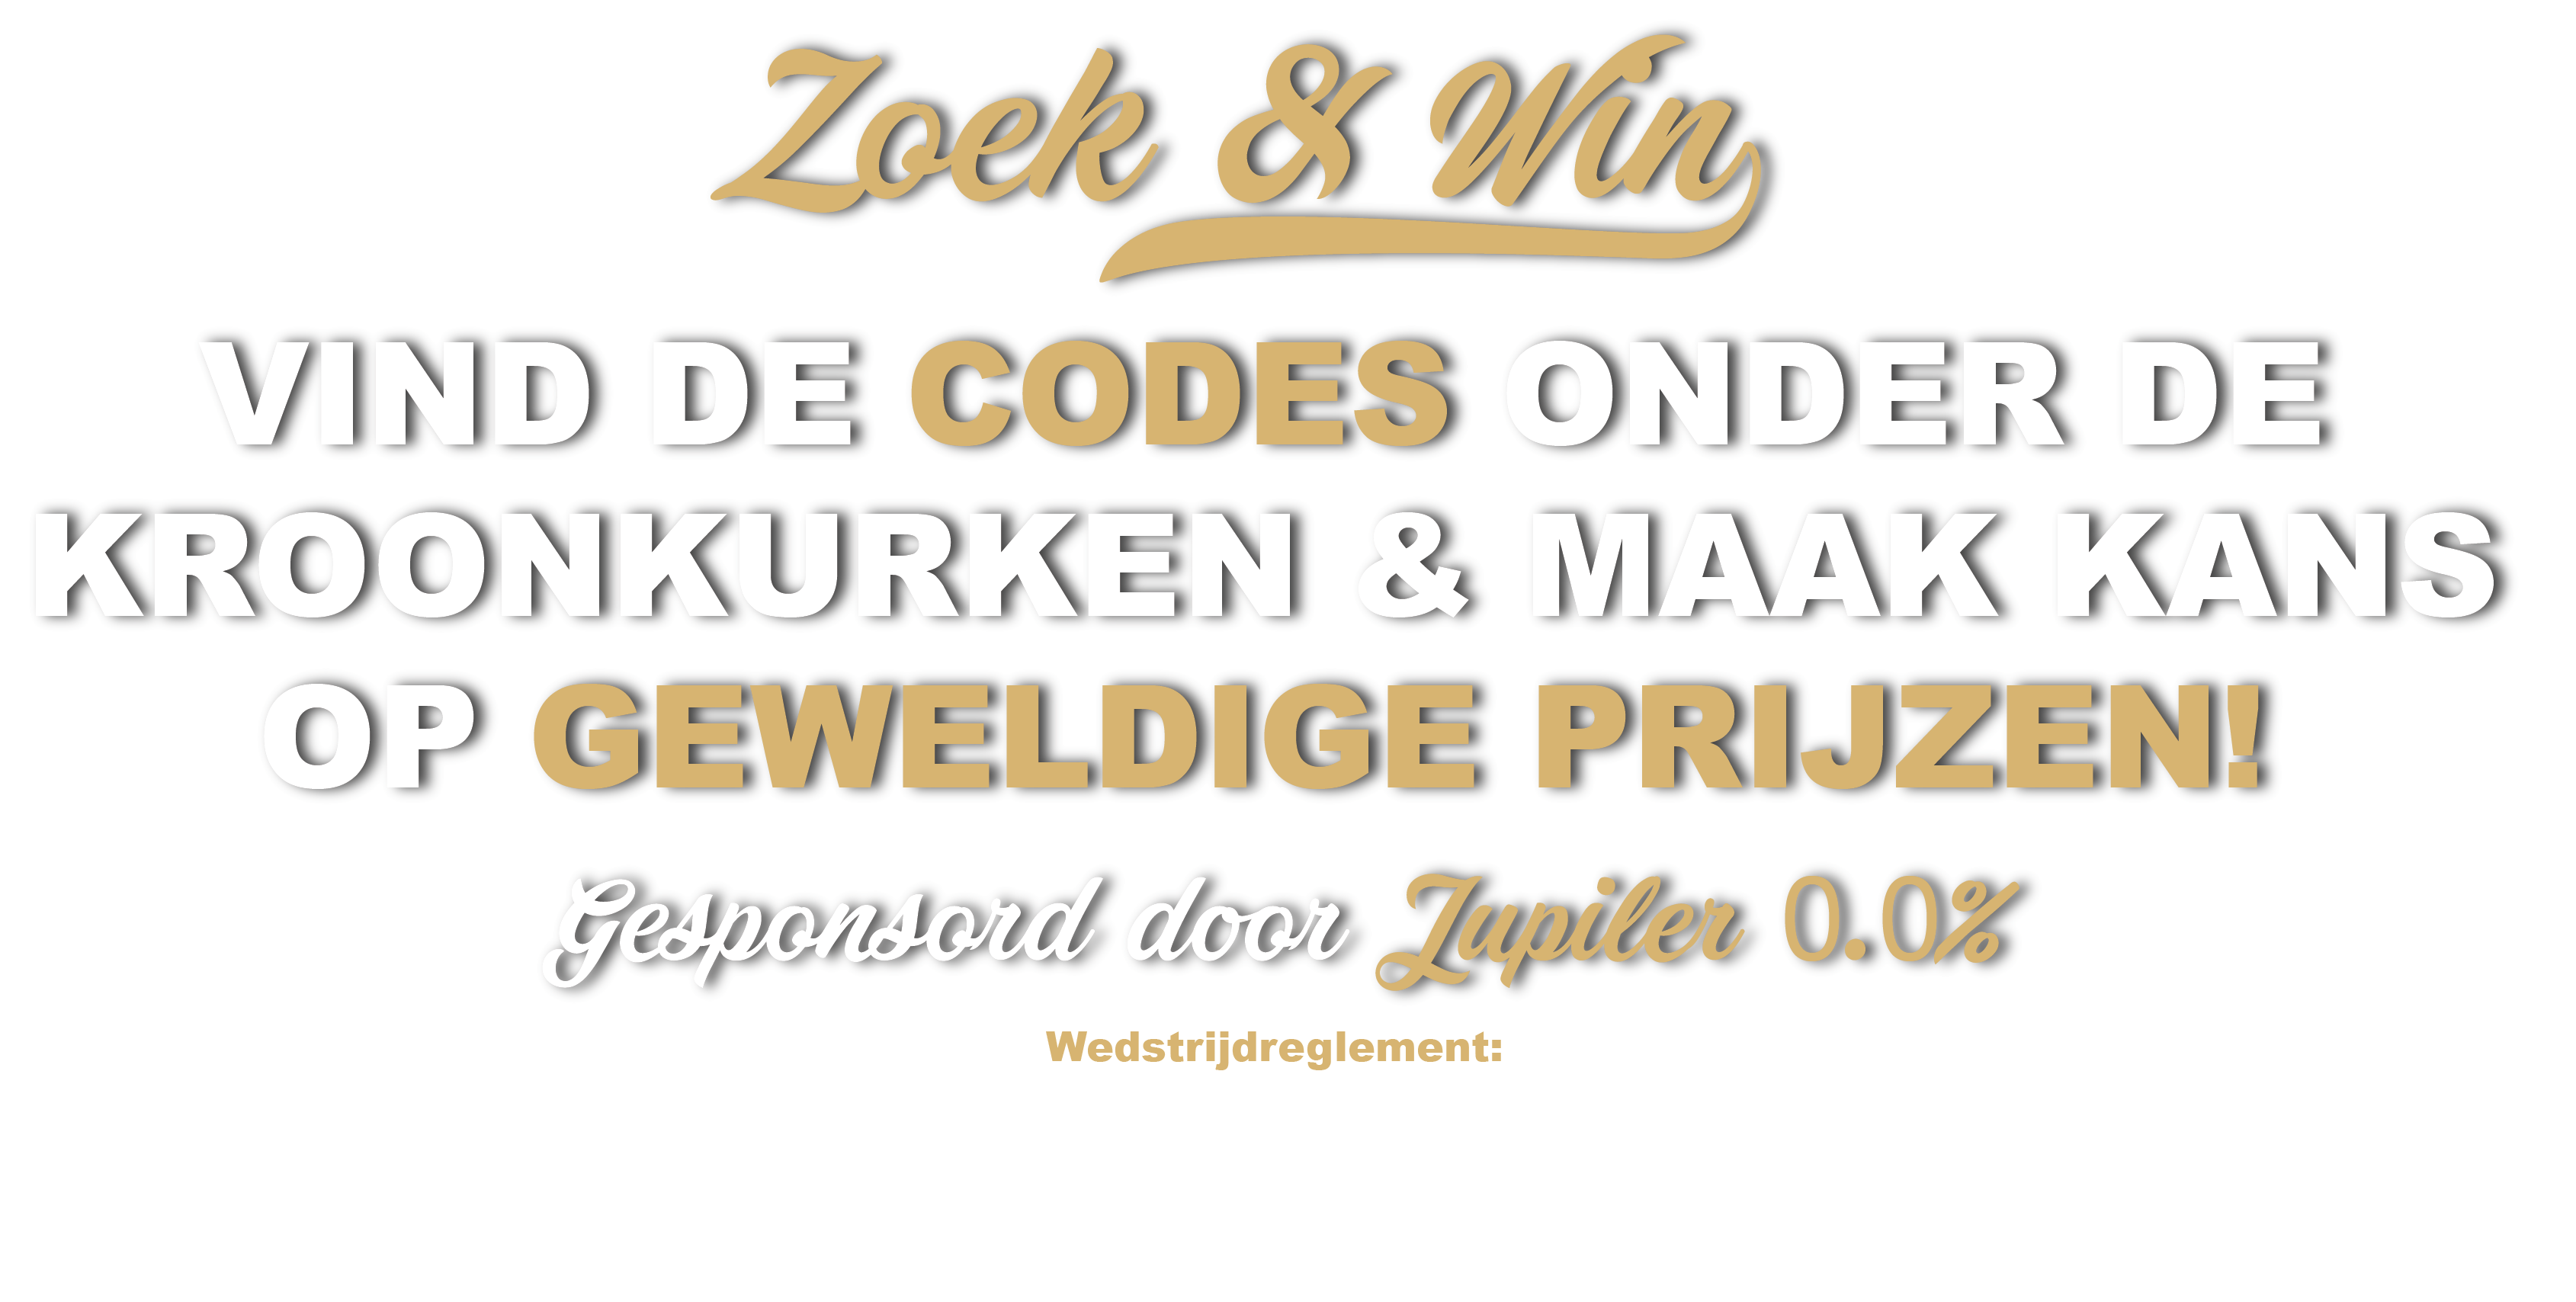 Zoek & Win
VIND DE CODES ONDER DE
KROONKURKEN & MAAK KANS
OP GEWELDIGE PRIJZEN!
Gesponsord door Jupiler 0.0%
Wedstrijdreglement: